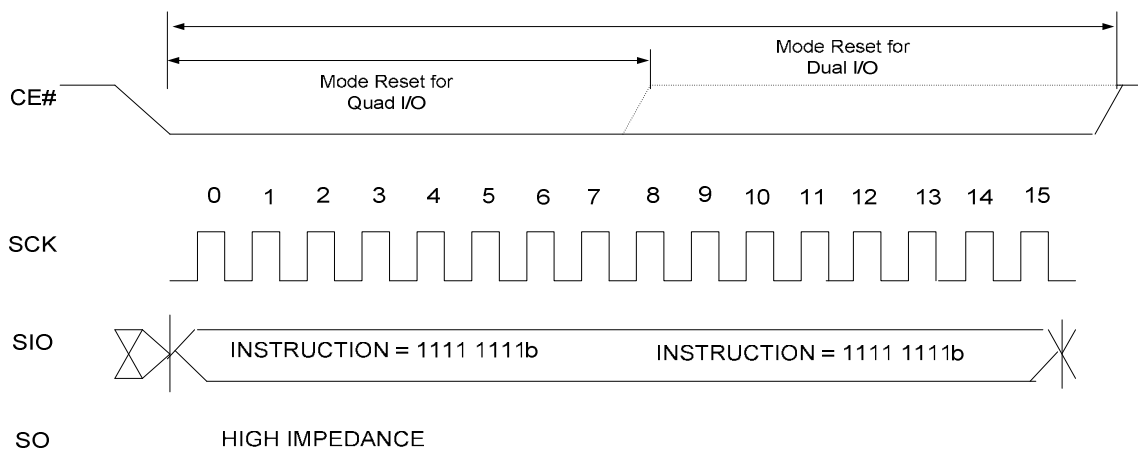 Mode Reset for
Dual I/O
Mode Reset for
Quad I/O
CE#
0 1 2 3 4 5 6 7 8 9 10 11 12 13 14 15
SCK
SIO
INSTRUCTION = 1111 1111b INSTRUCTION = 1111 1111b
SO HIGH IMPEDANCE